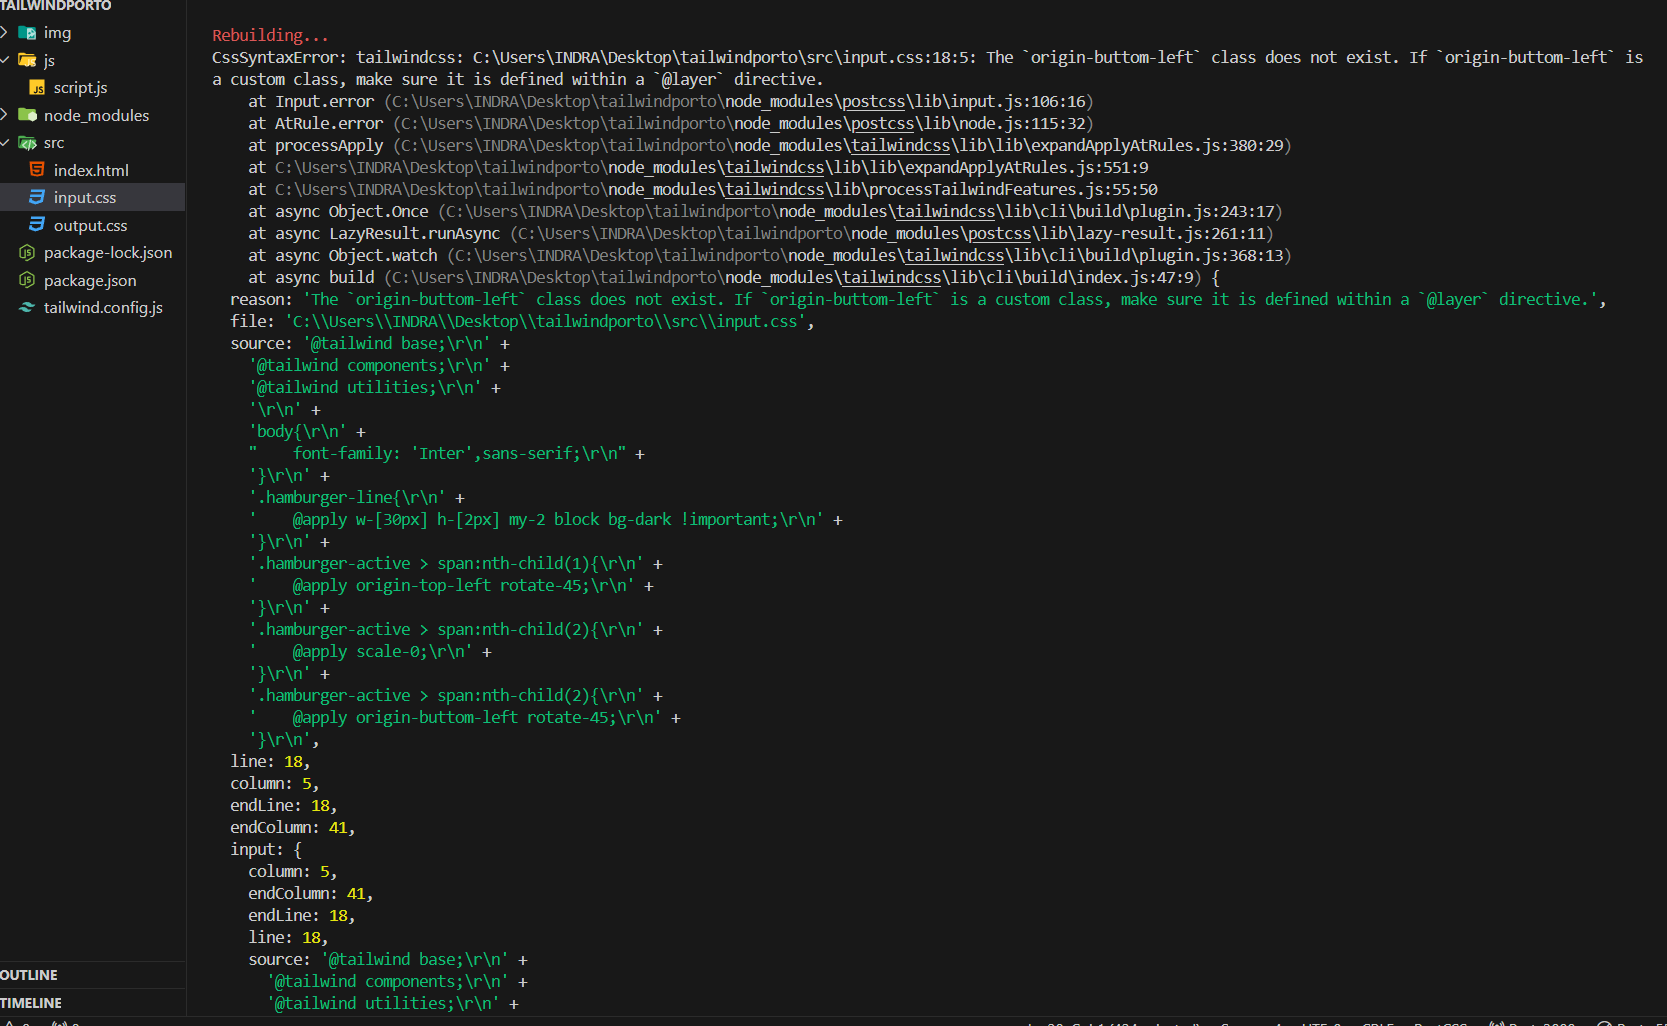 TAILWINDPORTO
img
js
script.js
node_modules
src
index.html
input.css
output.css
package-lock.json
package.json
tailwind.config.js
OUTLINE
TIMELINE
Rebuilding...
CssSyntaxError: tailwindcss: C:\Users\INDRA\Desktop\tailwindporto\src\input.css:18:5: The `origin-buttom-left` class does not exist. If `origin-buttom-left` is
a custom class, make sure it is defined within a `@layer` directive.
    at Input.error (C:\Users\INDRA\Desktop\tailwindporto\node_modules\postcss\lib\input.js:106:16)
    at AtRule.error (C:\Users\INDRA\Desktop\tailwindporto\node_modules\postcss\lib\node.js:115:32)
    at processApply (C:\Users\INDRA\Desktop\tailwindporto\node_modules\tailwindcss\lib\lib\expandApplyAtRules.js:380:29)
    at C:\Users\INDRA\Desktop\tailwindporto\node_modules\tailwindcss\lib\lib\expandApplyAtRules.js:551:9
    at C:\Users\INDRA\Desktop\tailwindporto\node_modules\tailwindcss\lib\processTailwindFeatures.js:55:50
    at async Object.Once (C:\Users\INDRA\Desktop\tailwindporto\node_modules\tailwindcss\lib\cli\build\plugin.js:243:17)
    at async LazyResult.runAsync (C:\Users\INDRA\Desktop\tailwindporto\node_modules\postcss\lib\lazy-result.js:261:11)
    at async Object.watch (C:\Users\INDRA\Desktop\tailwindporto\node_modules\tailwindcss\lib\cli\build\plugin.js:368:13)
    at async build (C:\Users\INDRA\Desktop\tailwindporto\node_modules\tailwindcss\lib\cli\build\index.js:47:9) {
  reason: 'The `origin-buttom-left` class does not exist. If `origin-buttom-left` is a custom class, make sure it is defined within a `@layer` directive.',
  file: 'C:\\Users\\INDRA\\Desktop\\tailwindporto\\src\\input.css',
  source: '@tailwind base;\r\n' +
    '@tailwind components;\r\n' +
    '@tailwind utilities;\r\n' +
    '\r\n' +
    'body{\r\n' +
    "    font-family: 'Inter',sans-serif;\r\n" +
    '}\r\n' +
    '.hamburger-line{\r\n' +
    '    @apply w-[30px] h-[2px] my-2 block bg-dark !important;\r\n' +
    '}\r\n' +
    '.hamburger-active > span:nth-child(1){\r\n' +
    '    @apply origin-top-left rotate-45;\r\n' +
    '}\r\n' +
    '.hamburger-active > span:nth-child(2){\r\n' +
    '    @apply scale-0;\r\n' +
    '}\r\n' +
    '.hamburger-active > span:nth-child(2){\r\n' +
    '    @apply origin-buttom-left rotate-45;\r\n' +
    '}\r\n',
  line: 18,
  column: 5,
  endLine: 18,
  endColumn: 41,
  input: {
    column: 5,
    endColumn: 41,
    endLine: 18,
    line: 18,
    source: '@tailwind base;\r\n' +
      '@tailwind components;\r\n' +
      '@tailwind utilities;\r\n' +